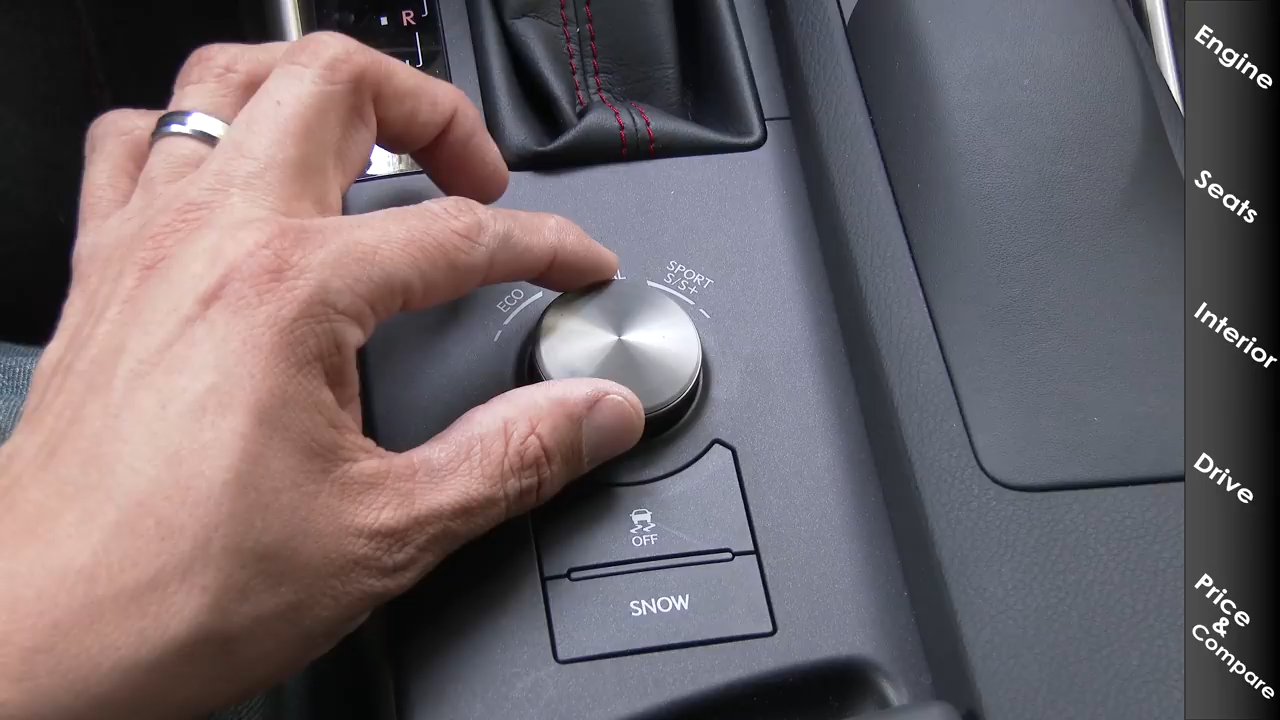 R
ECO
SPORT
S/S+
OFF
SNOW
Engine
Seats
Interior
Drive
Price
&
Compare